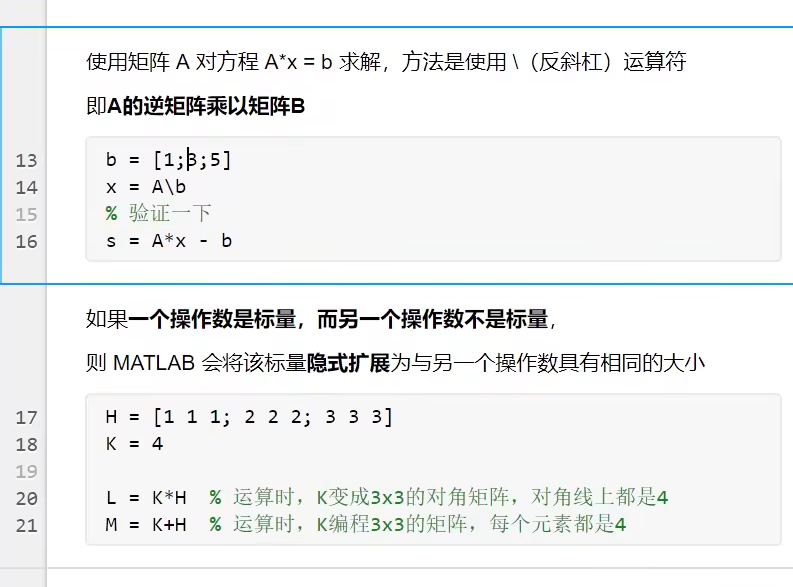 使用矩阵 A 对方程 A*x = b 求解，方法是使用 \（反斜杠）运算符
即A的逆矩阵乘以矩阵B
13 b = [1;3;5]
14 x = A\b
15 % 验证一下
16 s = A*x - b
如果一个操作数是标量，而另一个操作数不是标量，
则 MATLAB 会将该标量隐式扩展为与另一个操作数具有相同的大小
17 H = [1 1 1; 2 2 2; 3 3 3]
18 K = 4
19
20 L = K*H % 运算时，K变成3x3的对角矩阵，对角线上都是4
21 M = K+H % 运算时，K编程3x3的矩阵，每个元素都是4